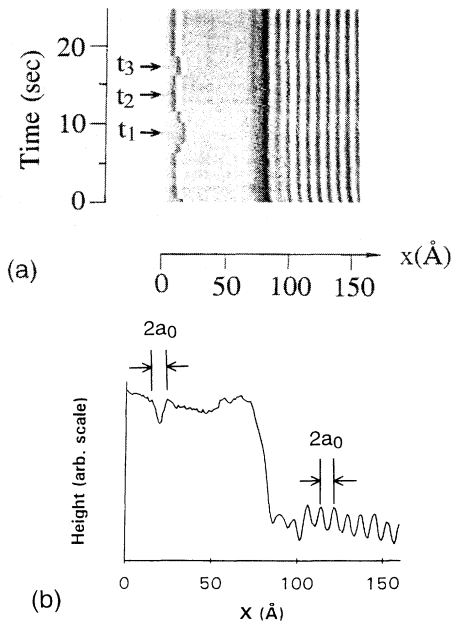 Time (sec)
20
10
0
t₃
t₂
t₁
(a)
x(Å)
0 50 100 150
2a₀
2a₀
Height (arb. scale)
0 50 100 150
X (Å)
(b)